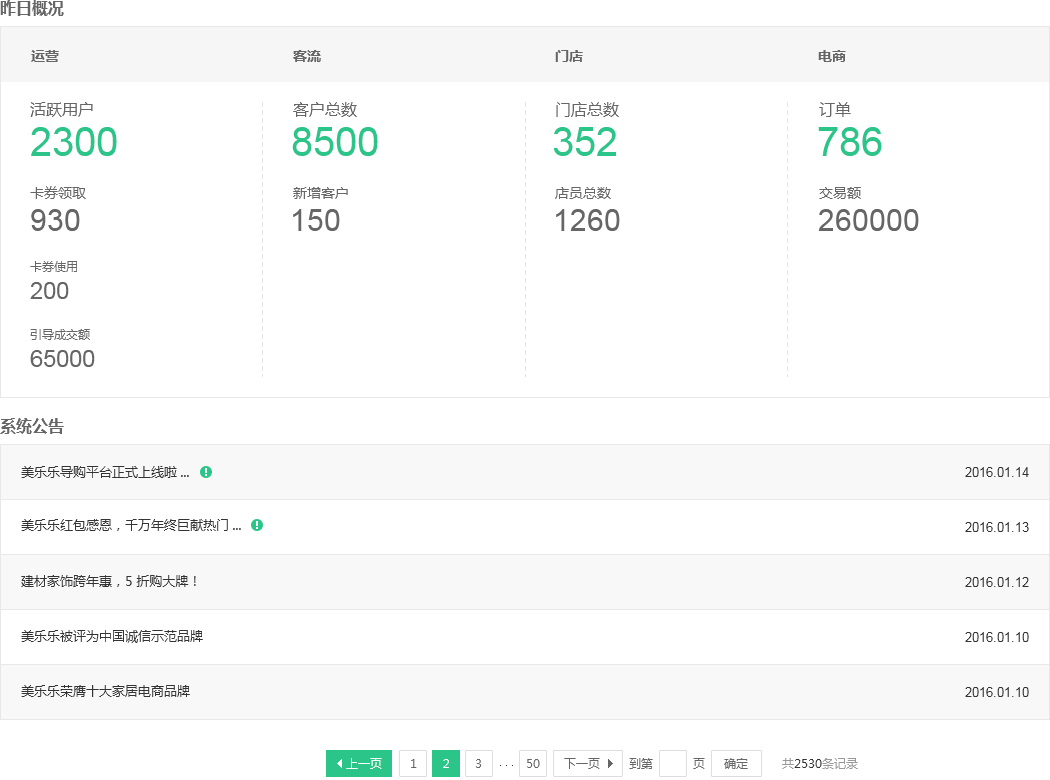 昨日概况
运营 客流 门店 电商
活跃用户 客户总数 门店总数 订单
2300 8500 352 786
卡券领取 新增客户 店员总数 交易额
930 150 1260 260000
卡券使用
200
引导成交额
65000
系统公告
美乐乐导购平台正式上线啦 ... 2016.01.14
美乐乐红包感恩，千万年终巨献热门 ... 2016.01.13
建材家饰跨年惠，5 折购大牌！ 2016.01.12
美乐乐被评为中国诚信示范品牌 2016.01.10
美乐乐荣膺十大家居电商品牌 2016.01.10
上一页 1 2 3 ... 50 下一页 到第 页 确定 共2530条记录